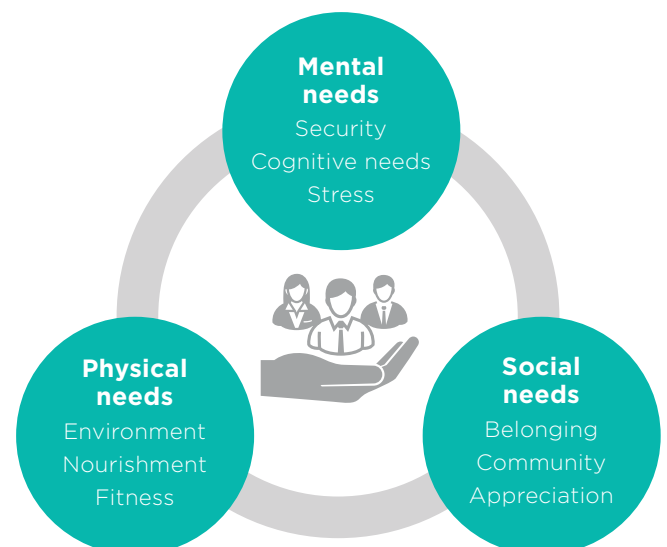 Mental
needs
Security
Cognitive needs
Stress
Physical
needs
Environment
Nourishment
Fitness
Social
needs
Belonging
Community
Appreciation